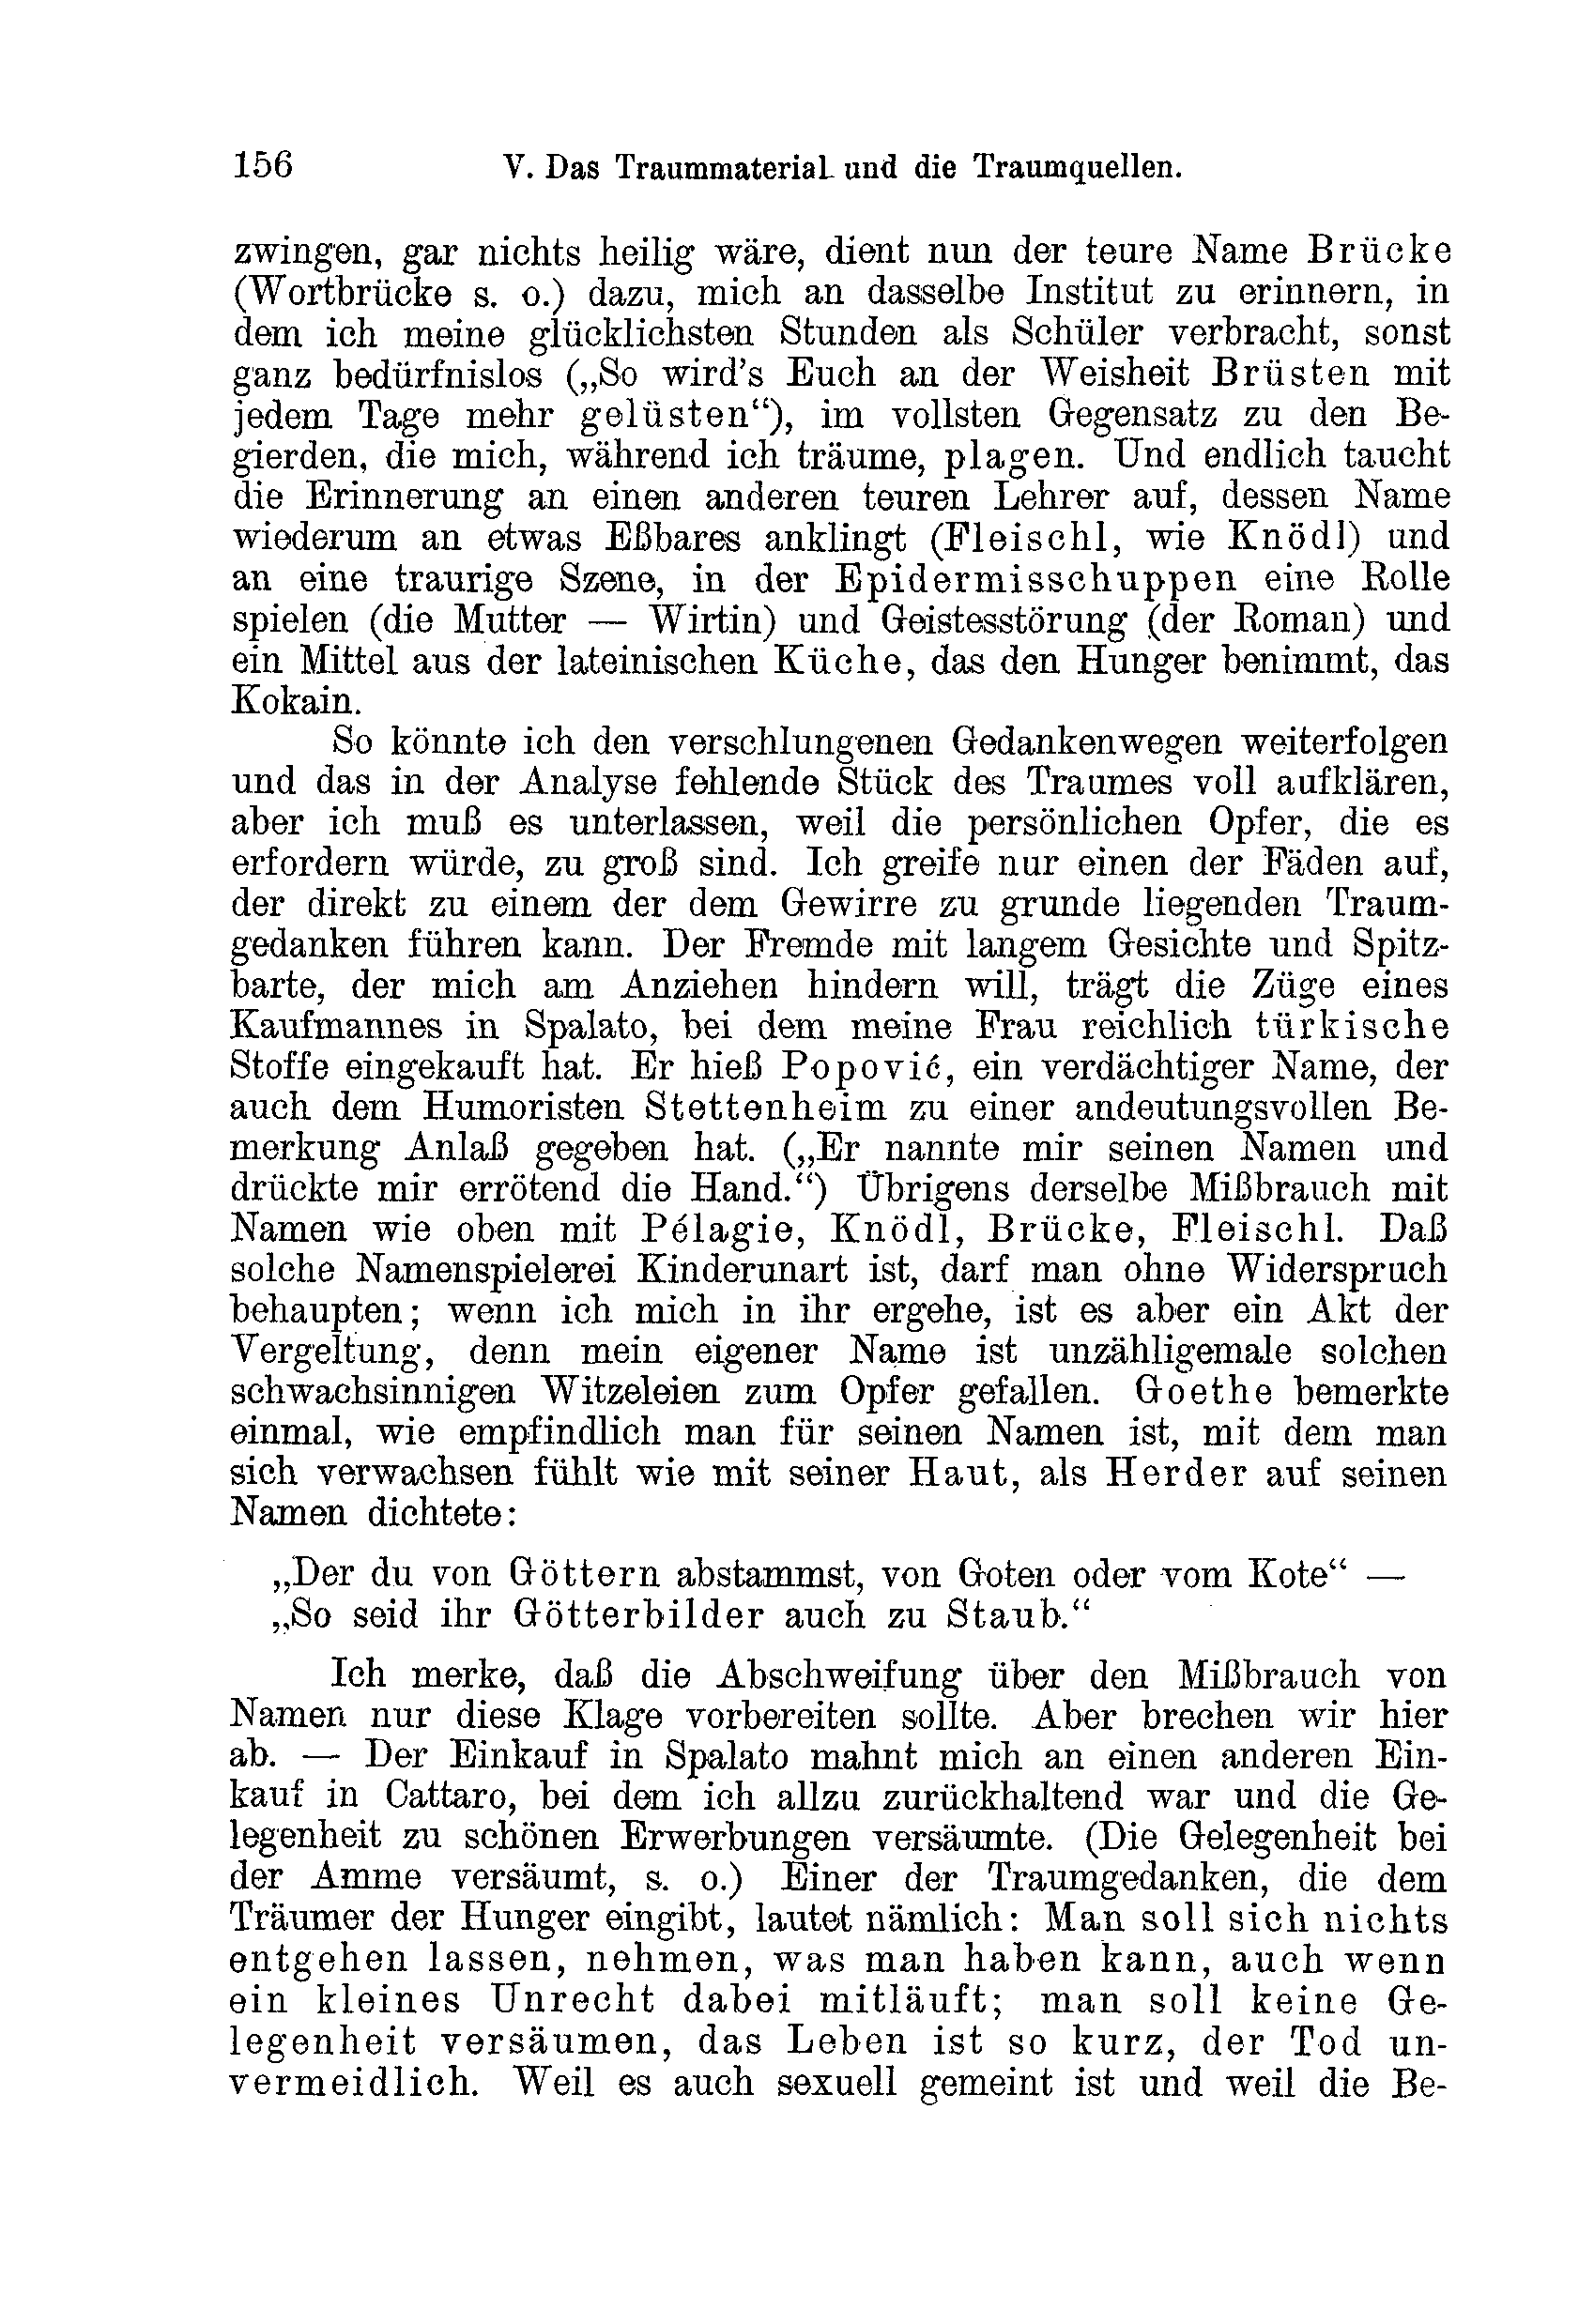 156 V. Das Traummaterial und die Traumquellen.
zwingen, gar nichts heilig wäre, dient nun der teure Name Brücke
(Wortbrücke s. o.) dazu, mich an dasselbe Institut zu erinnern, in
dem ich meine glücklichsten Stunden als Schüler verbracht, sonst
ganz bedürfnislos („So wird's Euch an der Weisheit Brüsten mit
jedem Tage mehr gelüsten“), im vollsten Gegensatz zu den Be-
gierden, die mich, während ich träume, plagen. Und endlich taucht
die Erinnerung an einen anderen teuren Lehrer auf, dessen Name
wiederum an etwas Eßbares anklingt (Fleischl, wie Knödl) und
an eine traurige Szene, in der Epidermisschuppen eine Rolle
spielen (die Mutter — Wirtin) und Geistesstörung (der Roman) und
ein Mittel aus der lateinischen Küche, das den Hunger benimmt, das
Kokain.
So könnte ich den verschlungenen Gedankenwegen weiterfolgen
und das in der Analyse fehlende Stück des Traumes voll aufklären,
aber ich muß es unterlassen, weil die persönlichen Opfer, die es
erfordern würde, zu groß sind. Ich greife nur einen der Fäden auf,
der direkt zu einem der dem Gewirre zu grunde liegenden Traum-
gedanken führen kann. Der Fremde mit langem Gesichte und Spitz-
barte, der mich am Anziehen hindern will, trägt die Züge eines
Kaufmannes in Spalato, bei dem meine Frau reichlich türkische
Stoffe eingekauft hat. Er hieß Popović, ein verdächtiger Name, der
auch dem Humoristen Stettenheim zu einer andeutungsvollen Be-
merkung Anlaß gegeben hat. („Er nannte mir seinen Namen und
drückte mir errötend die Hand.“) Übrigens derselbe Mißbrauch mit
Namen wie oben mit Pélagie, Knödl, Brücke, Fleischl. Daß
solche Namenspielerei Kinderunart ist, darf man ohne Widerspruch
behaupten; wenn ich mich in ihr ergehe, ist es aber ein Akt der
Vergeltung, denn mein eigener Name ist unzähligemale solchen
schwachsinnigen Witzeleien zum Opfer gefallen. Goethe bemerkte
einmal, wie empfindlich man für seinen Namen ist, mit dem man
sich verwachsen fühlt wie mit seiner Haut, als Herder auf seinen
Namen dichtete:
„Der du von Göttern abstammst, von Goten oder vom Kote“ —
„So seid ihr Götterbilder auch zu Staub.“
Ich merke, daß die Abschweifung über den Mißbrauch von
Namen nur diese Klage vorbereiten sollte. Aber brechen wir hier
ab. — Der Einkauf in Spalato mahnt mich an einen anderen Ein-
kauf in Cattaro, bei dem ich allzu zurückhaltend war und die Ge-
legenheit zu schönen Erwerbungen versäumte. (Die Gelegenheit bei
der Amme versäumt, s. o.) Einer der Traumgedanken, die dem
Träumer der Hunger eingibt, lautet nämlich: Man soll sich nichts
entgehen lassen, nehmen, was man haben kann, auch wenn
ein kleines Unrecht dabei mitläuft; man soll keine Ge-
legenheit versäumen, das Leben ist so kurz, der Tod un-
vermeidlich. Weil es auch sexuell gemeint ist und weil die Be-